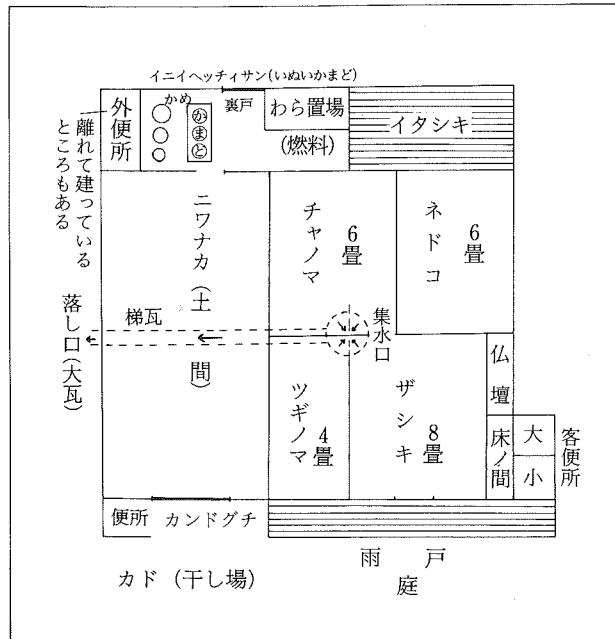 イニイヘッチィサン(いぬいかまど)
外便所
かめ
かまど
裏戸
わら置場
(燃料)
イタシキ
離れて建っている
ところもある
ニワナカ(土間)
チャノマ
6畳
ネドコ
6畳
梯瓦
落し口(大瓦)
集水口
ツギノマ
4畳
ザシキ
8畳
仏壇
床ノ間
大
小
客便所
便所
カンドグチ
雨戸
庭
カド(干し場)